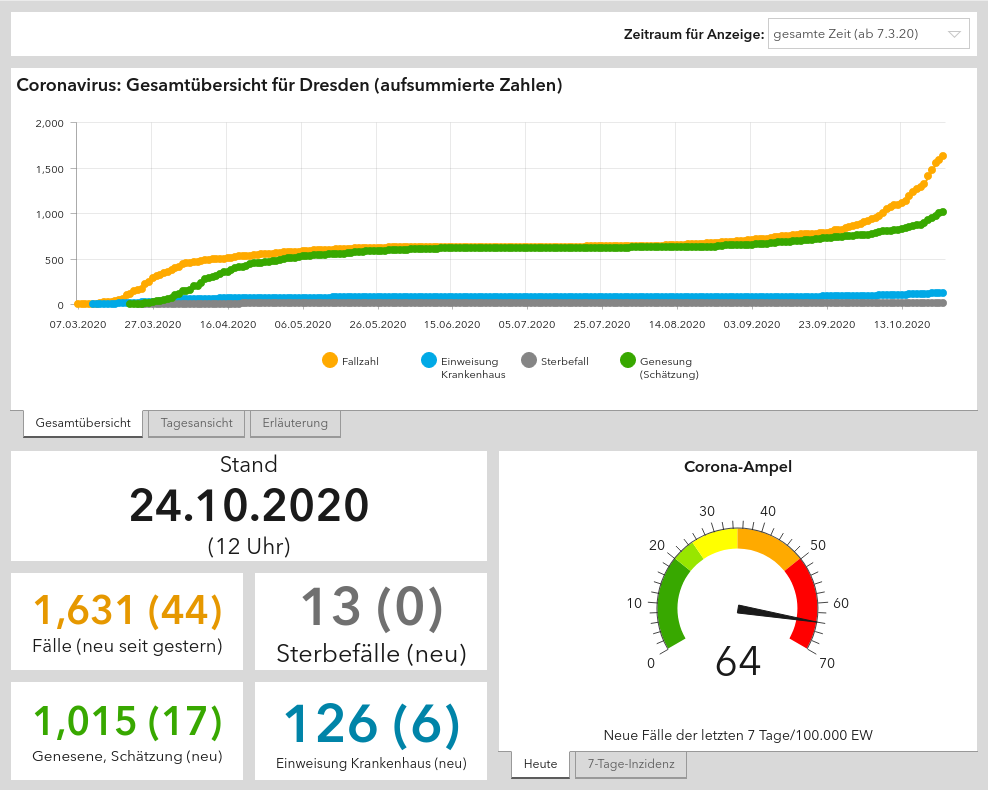 Zeitraum für Anzeige: gesamte Zeit (ab 7.3.20)
Coronavirus: Gesamtübersicht für Dresden (aufsummierte Zahlen)
2,000
1,500
1,000
500
0
07.03.2020 27.03.2020 16.04.2020 06.05.2020 26.05.2020 15.06.2020 05.07.2020 25.07.2020 14.08.2020 03.09.2020 23.09.2020 13.10.2020
Fallzahl
Einweisung
Krankenhaus
Sterbefall
Genesung
(Schätzung)
Gesamtübersicht Tagesansicht Erläuterung
Stand
24.10.2020
(12 Uhr)
1,631 (44)
Fälle (neu seit gestern)
13 (0)
Sterbefälle (neu)
1,015 (17)
Genesene, Schätzung (neu)
126 (6)
Einweisung Krankenhaus (neu)
Corona-Ampel
0
10
20
30
40
50
60
70
64
Neue Fälle der letzten 7 Tage/100.000 EW
Heute 7-Tage-Inzidenz